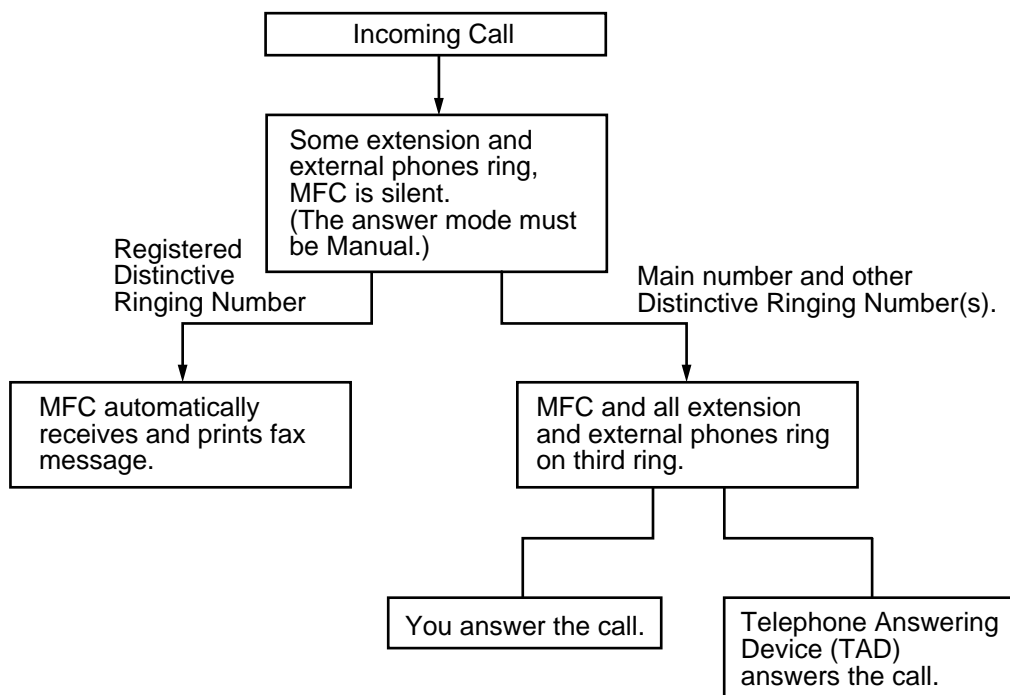 Incoming Call
Some extension and
external phones ring,
MFC is silent.
(The answer mode must
be Manual.)
Registered
Distinctive
Ringing Number
Main number and other
Distinctive Ringing Number(s).
MFC automatically
receives and prints fax
message.
MFC and all extension
and external phones ring
on third ring.
You answer the call.
Telephone Answering
Device (TAD)
answers the call.